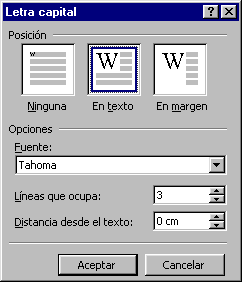 Letra capital
Posición
W W W
Ninguna En texto En margen
Opciones
Fuente:
Tahoma
Líneas que ocupa: 3
Distancia desde el texto: 0 cm
Aceptar Cancelar